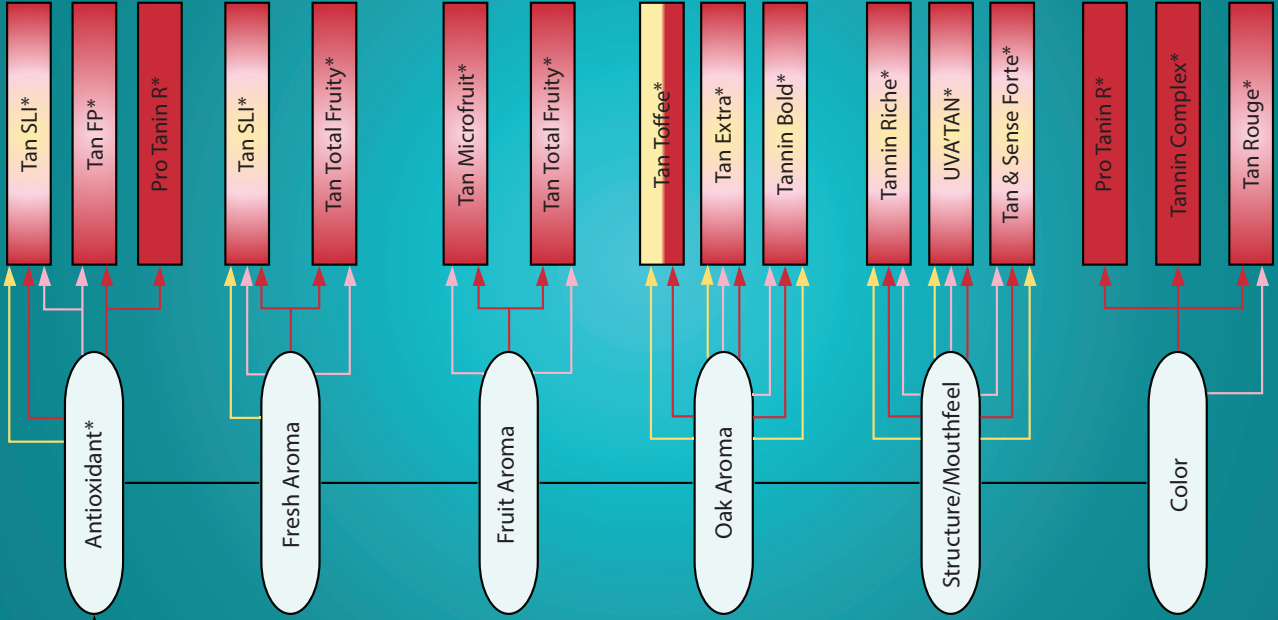 Tan SLI*
Tan FP*
Pro Tanin R*
Tan SLI*
Tan Total Fruity*
Tan Microfruit*
Tan Total Fruity*
Tan Toffee*
Tan Extra*
Tannin Bold*
Tannin Riche*
UVA'TAN*
Tan & Sense Forte*
Pro Tanin R*
Tannin Complex*
Tan Rouge*
Antioxidant*
Fresh Aroma
Fruit Aroma
Oak Aroma
Structure/Mouthfeel
Color